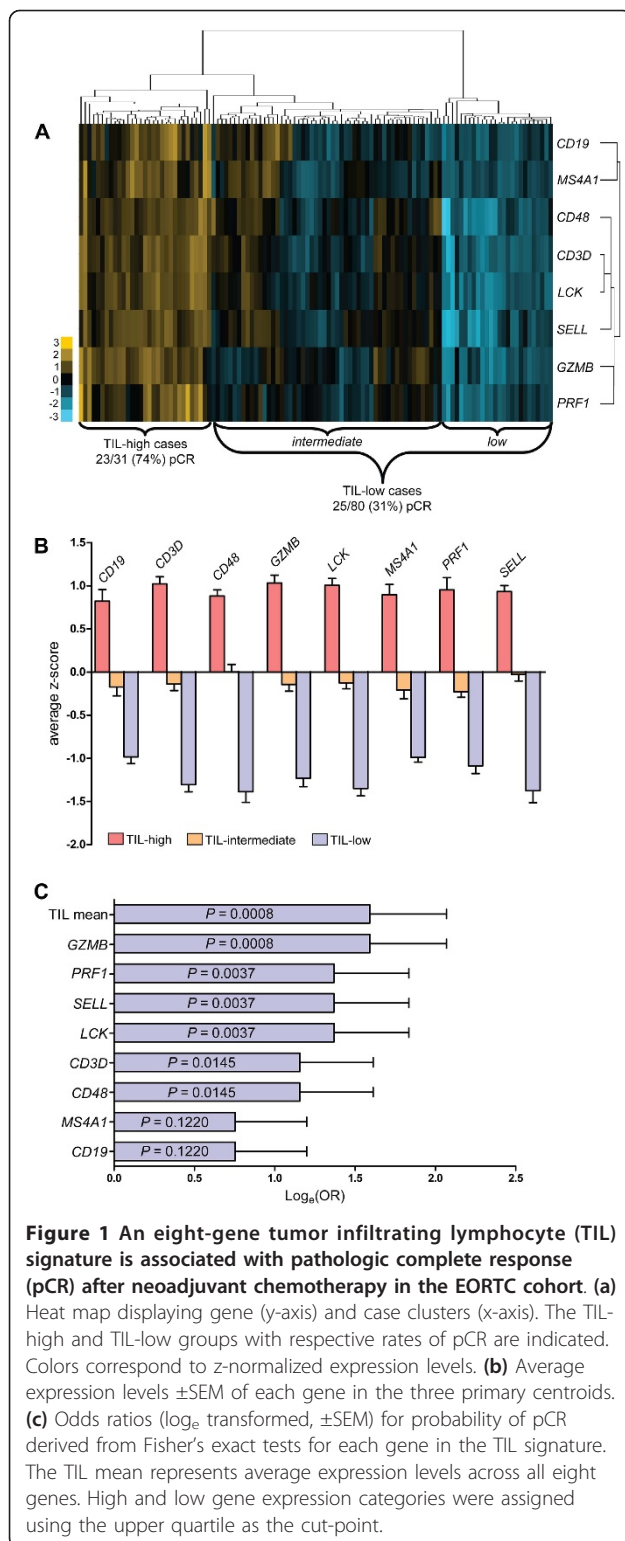 A
CD19
MS4A1
CD48
CD3D
LCK
SELL
GZMB
PRF1
3
2
1
0
-1
-2
-3
TIL-high cases
23/31 (74%) pCR
intermediate
low
TIL-low cases
25/80 (31%) pCR
B
CD19 CD3D CD48 GZMB LCK MS4A1 PRF1 SELL
1.5
1.0
0.5
0.0
-0.5
-1.0
-1.5
-2.0
average z-score
TIL-high TIL-intermediate TIL-low
C
TIL mean P = 0.0008
GZMB P = 0.0008
PRF1 P = 0.0037
SELL P = 0.0037
LCK P = 0.0037
CD3D P = 0.0145
CD48 P = 0.0145
MS4A1 P = 0.1220
CD19 P = 0.1220
0.0 0.5 1.0 1.5 2.0 2.5
Logₑ(OR)
Figure 1 An eight-gene tumor infiltrating lymphocyte (TIL)
signature is associated with pathologic complete response
(pCR) after neoadjuvant chemotherapy in the EORTC cohort. (a)
Heat map displaying gene (y-axis) and case clusters (x-axis). The TIL-
high and TIL-low groups with respective rates of pCR are indicated.
Colors correspond to z-normalized expression levels. (b) Average
expression levels ±SEM of each gene in the three primary centroids.
(c) Odds ratios (logₑ transformed, ±SEM) for probability of pCR
derived from Fisher's exact tests for each gene in the TIL signature.
The TIL mean represents average expression levels across all eight
genes. High and low gene expression categories were assigned
using the upper quartile as the cut-point.